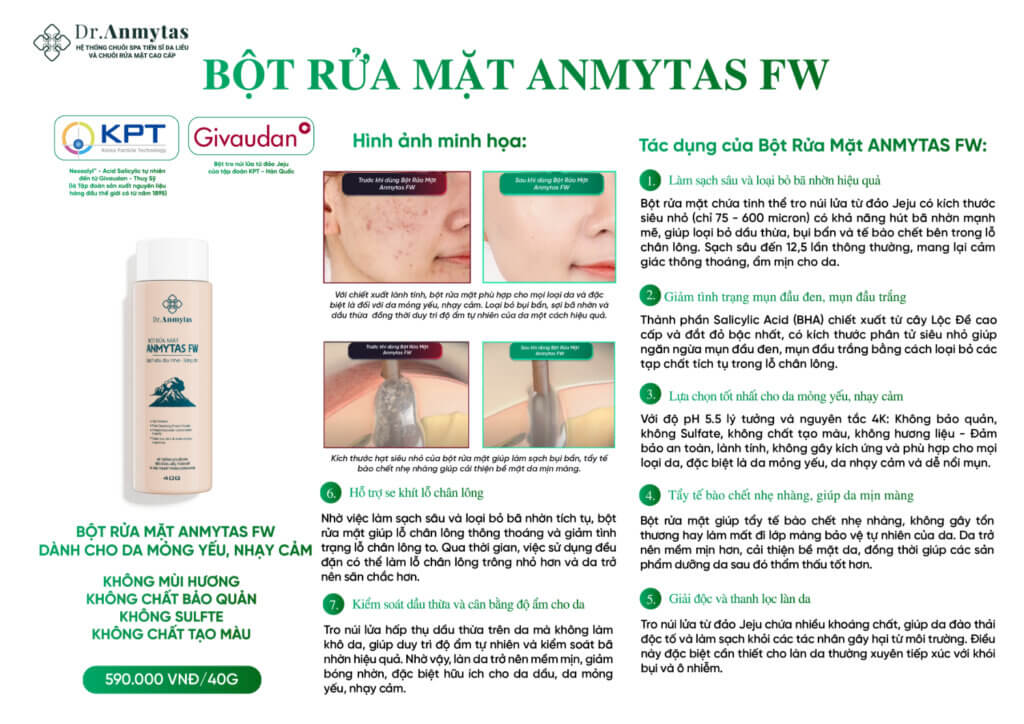 Dr.Anmytas
HỆ THỐNG CHUỖI SPA TIẾN SĨ DA LIỄU
VÀ CHUỖI RỬA MẶT CAO CẤP
BỘT RỬA MẶT ANMYTAS FW
KPT
Korea Particle Technology
Givaudan
Neosalyl® - Acid Salicylic tự nhiên
đến từ Givaudan - Thuỵ Sỹ
(là Tập đoàn sản xuất nguyên liệu
hàng đầu thế giới có từ năm 1895)
Bột tro núi lửa từ đảo Jeju
của tập đoàn KPT - Hàn Quốc
Dr.Anmytas
BỘT RỬA MẶT
ANMYTAS FW
40G
BỘT RỬA MẶT ANMYTAS FW
DÀNH CHO DA MỎNG YẾU, NHẠY CẢM
KHÔNG MÙI HƯƠNG
KHÔNG CHẤT BẢO QUẢN
KHÔNG SULFTE
KHÔNG CHẤT TẠO MÀU
590.000 VNĐ/40G
Hình ảnh minh họa:
Trước khi dùng Bột Rửa Mặt
Anmytas FW
Sau khi dùng Bột Rửa Mặt
Anmytas FW
Với chiết xuất lành tính, bột rửa mặt phù hợp cho mọi loại da và đặc
biệt là đối với da mỏng yếu, nhạy cảm. Loại bỏ bụi bẩn, sợi bã nhờn và
dầu thừa đồng thời duy trì độ ẩm tự nhiên của da một cách hiệu quả.
Trước khi dùng Bột Rửa Mặt
Anmytas FW
Sau khi dùng Bột Rửa Mặt
Anmytas FW
Kích thước hạt siêu nhỏ của bột rửa mặt giúp làm sạch bụi bẩn, tẩy tế
bào chết nhẹ nhàng giúp cải thiện bề mặt da mịn màng.
6. Hỗ trợ se khít lỗ chân lông
Nhờ việc làm sạch sâu và loại bỏ bã nhờn tích tụ, bột
rửa mặt giúp lỗ chân lông thông thoáng và giảm tình
trạng lỗ chân lông to. Qua thời gian, việc sử dụng đều
đặn có thể làm lỗ chân lông trông nhỏ hơn và da trở
nên săn chắc hơn.
7. Kiểm soát dầu thừa và cân bằng độ ẩm cho da
Tro núi lửa hấp thụ dầu thừa trên da mà không làm
khô da, giúp duy trì độ ẩm tự nhiên và kiểm soát bã
nhờn hiệu quả. Nhờ vậy, làn da trở nên mềm mịn, giảm
bóng nhờn, đặc biệt hữu ích cho da dầu, da mỏng
yếu, nhạy cảm.
Tác dụng của Bột Rửa Mặt ANMYTAS FW:
1. Làm sạch sâu và loại bỏ bã nhờn hiệu quả
Bột rửa mặt chứa tinh thể tro núi lửa từ đảo Jeju có kích thước
siêu nhỏ (chỉ 75 - 600 micron) có khả năng hút bã nhờn mạnh
mẽ, giúp loại bỏ dầu thừa, bụi bẩn và tế bào chết bên trong lỗ
chân lông. Sạch sâu đến 12,5 lần thông thường, mang lại cảm
giác thông thoáng, ẩm mịn cho da.
2. Giảm tình trạng mụn đầu đen, mụn đầu trắng
Thành phần Salicylic Acid (BHA) chiết xuất từ cây Lộc Đề cao
cấp và đắt đỏ bậc nhất, có kích thước phân tử siêu nhỏ giúp
ngăn ngừa mụn đầu đen, mụn đầu trắng bằng cách loại bỏ các
tạp chất tích tụ trong lỗ chân lông.
3. Lựa chọn tốt nhất cho da mỏng yếu, nhạy cảm
Với độ pH 5.5 lý tưởng và nguyên tắc 4K: Không bảo quản,
không Sulfate, không chất tạo màu, không hương liệu - Đảm
bảo an toàn, lành tính, không gây kích ứng và phù hợp cho mọi
loại da, đặc biệt là da mỏng yếu, da nhạy cảm và dễ nổi mụn.
4. Tẩy tế bào chết nhẹ nhàng, giúp da mịn màng
Bột rửa mặt giúp tẩy tế bào chết nhẹ nhàng, không gây tổn
thương hay làm mất đi lớp màng bảo vệ tự nhiên của da. Da trở
nên mềm mịn hơn, cải thiện bề mặt da, đồng thời giúp các sản
phẩm dưỡng da sau đó thẩm thấu tốt hơn.
5. Giải độc và thanh lọc làn da
Tro núi lửa từ đảo Jeju chứa nhiều khoáng chất, giúp da đào thải
độc tố và làm sạch khỏi các tác nhân gây hại từ môi trường. Điều
này đặc biệt cần thiết cho làn da thường xuyên tiếp xúc với khói
bụi và ô nhiễm.